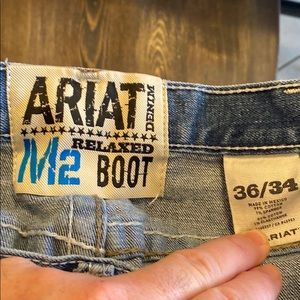 ARIAT
DENIM
RELAXED
M2 BOOT
36/34
MADE IN MEXICO
ARIAT